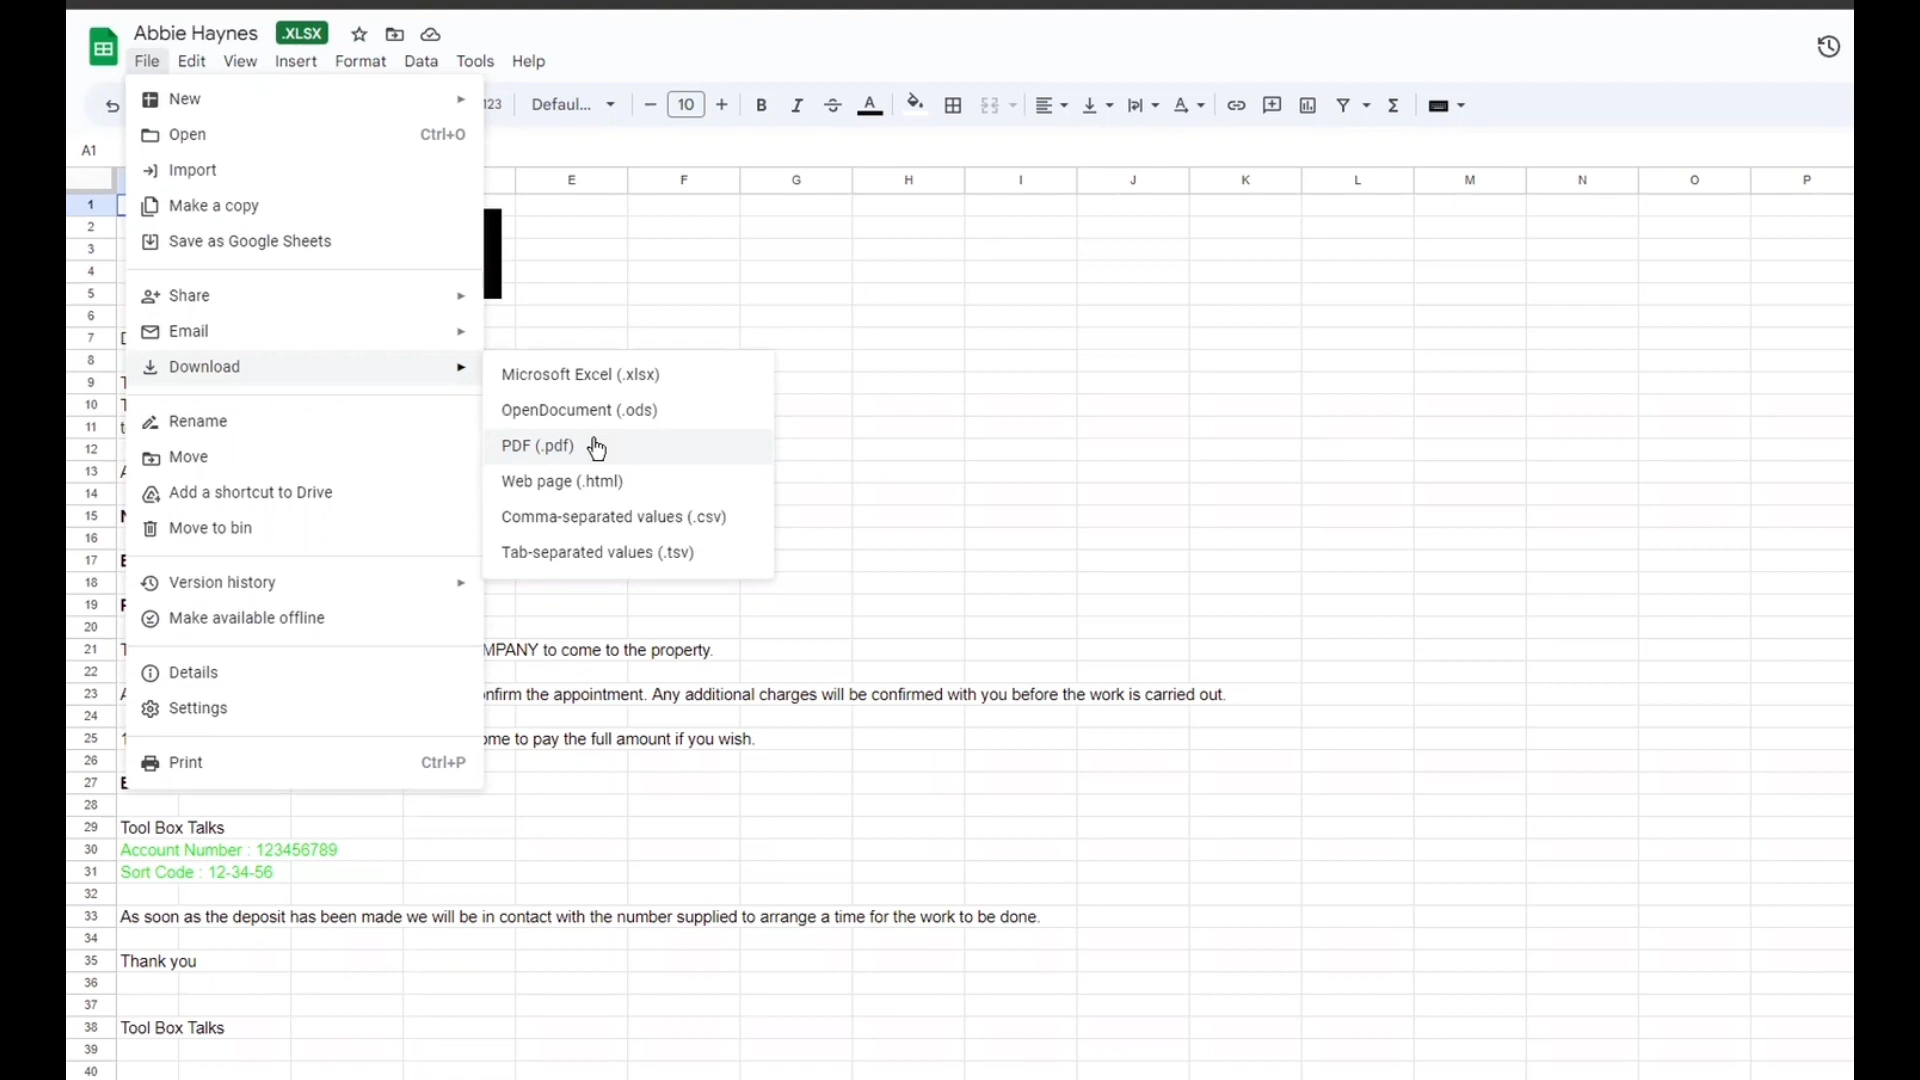 Abbie Haynes .XLSX
File Edit View Insert Format Data Tools Help
123 Defaul... 10
A1
E F G H I J K L M N O P
New
Open Ctrl+O
Import
Make a copy
Save as Google Sheets
Share
Email
Download
Rename
Move
Add a shortcut to Drive
Move to bin
Version history
Make available offline
Details
Settings
Print Ctrl+P
Microsoft Excel (.xlsx)
OpenDocument (.ods)
PDF (.pdf)
Web page (.html)
Comma-separated values (.csv)
Tab-separated values (.tsv)
1
2
3
4
5
6
7
8
9
10
11
12
13
14
15
16
17
18
19
20
21 to come to the property.
22
23 the appointment. Any additional charges will be confirmed with you before the work is carried out.
24
25 to pay the full amount if you wish.
26
27
28
29 Tool Box Talks
30 Account Number : 123456789
31 Sort Code : 12-34-56
32
33 As soon as the deposit has been made we will be in contact with the number supplied to arrange a time for the work to be done.
34
35 Thank you
36
37
38 Tool Box Talks
39
40